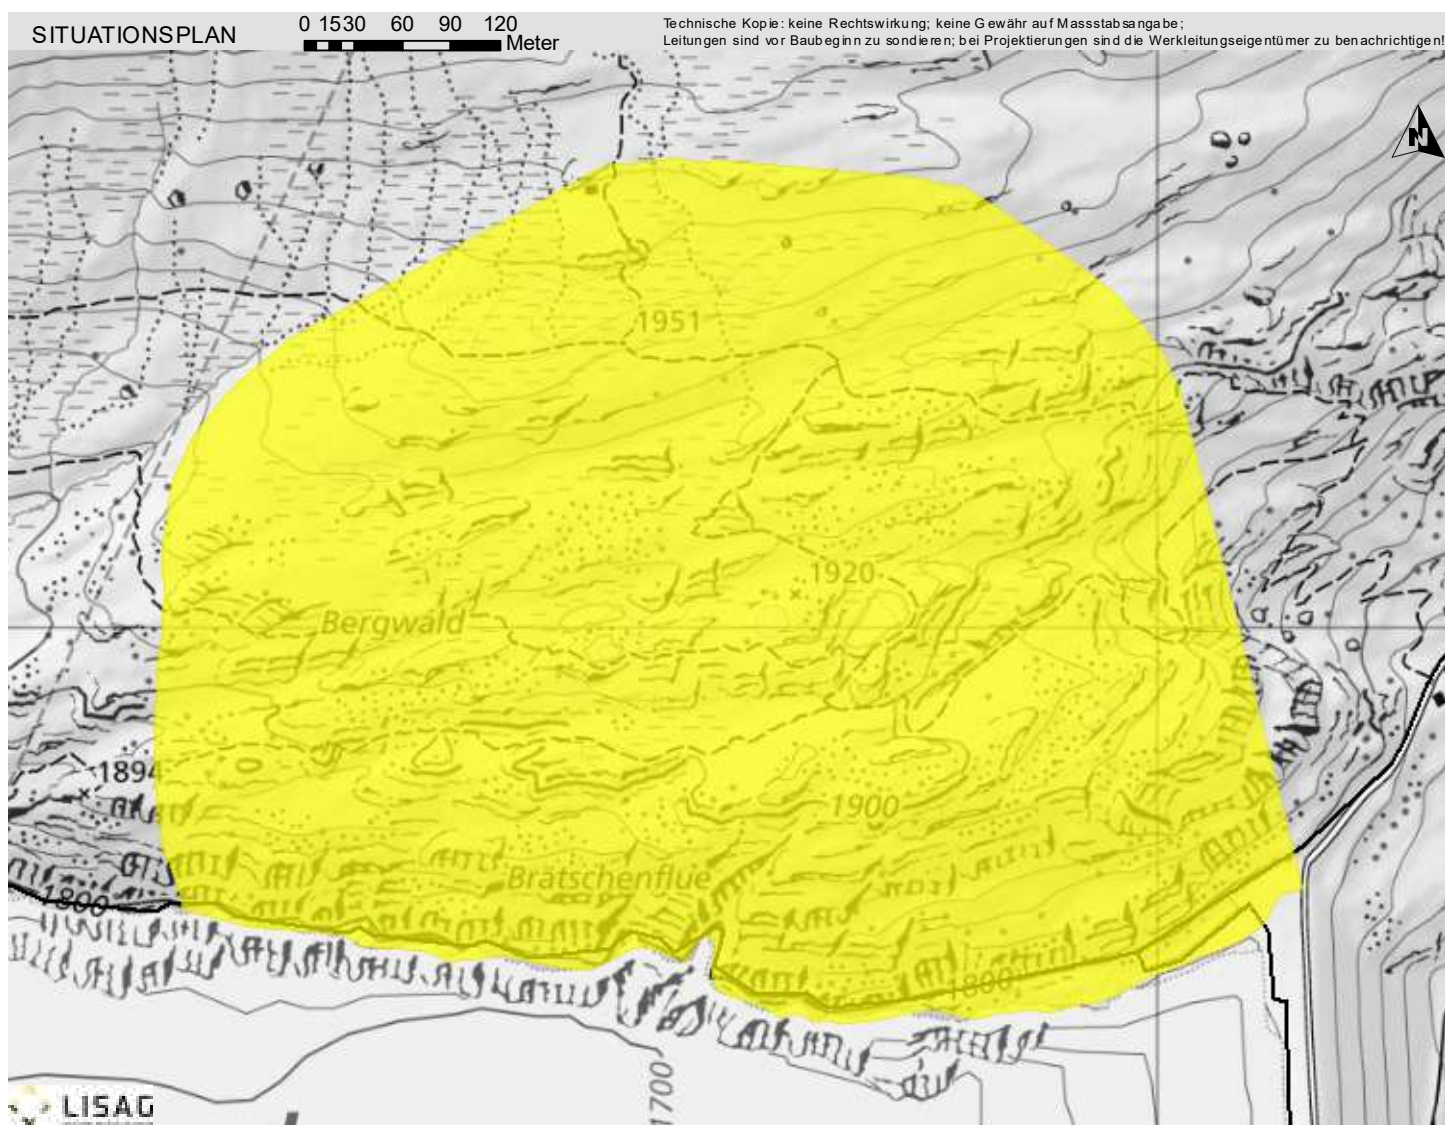 SITUATIONSPLAN
0 15 30 60 90 120
Meter
Technische Kopie: keine Rechtswirkung; keine Gewähr auf Massstabsangabe;
Leitungen sind vor Baubeginn zu sondieren; bei Projektierungen sind die Werkleitungseigentümer zu benachrichtigen!
N
1951
1920
Bergwald
1894
1900
Brätschenflue
1800
1800
1700
LISAG